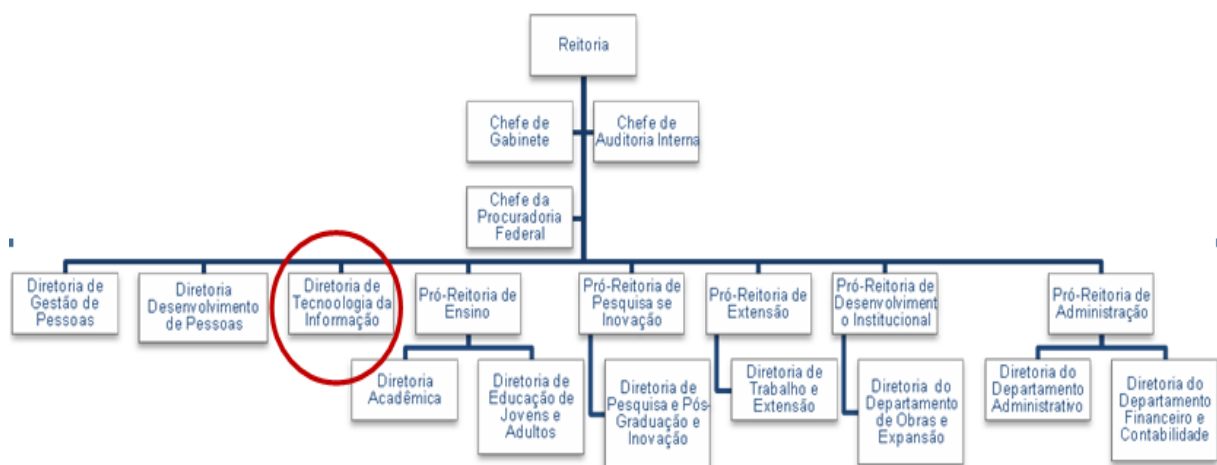 Reitoria
Chefe de
Gabinete
Chefe de
Auditoria Interna
Chefe da
Procuradoria
Federal
Diretoria de
Gestão de
Pessoas
Diretoria
Desenvolvimento
de Pessoas
Diretoria de
Tecnoologia da
Informação
Pró-Reitoria de
Ensino
Pró-Reitoria de
Pesquisa se
Inovação
Pró-Reitoria de
Extensão
Pró-Reitoria de
Desenvolviment
o Institucional
Pró-Reitoria de
Administração
Diretoria
Acadêmica
Diretoria de
Educação de
Jovens e
Adultos
Diretoria de
Pesquisa e Pós-
Graduação e
Inovação
Diretoria de
Trabalho e
Extensão
Diretoria do
Departamento
de Obras e
Expansão
Diretoria do
Departamento
Administrativo
Diretoria do
Departamento
Financeiro e
Contabilidade